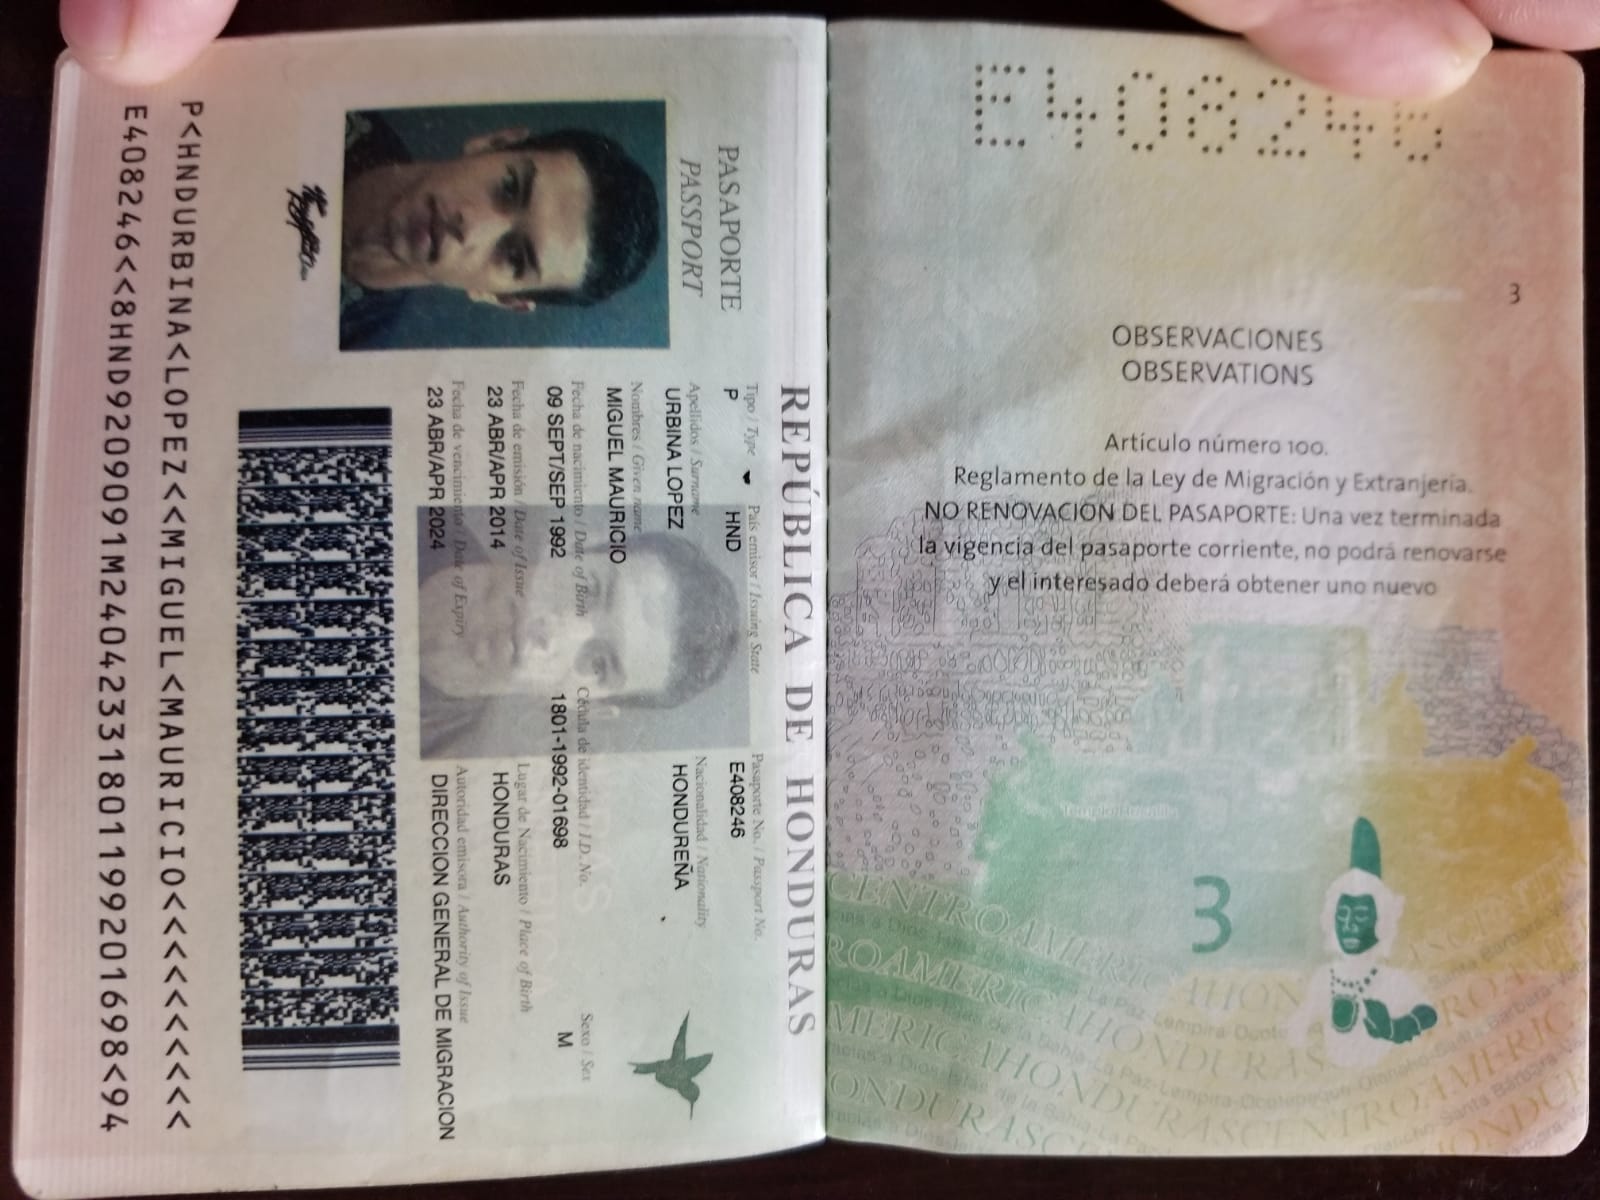 E408246
3
OBSERVACIONES
OBSERVATIONS
Artículo número 100.
Reglamento de la Ley de Migración y Extranjería.
NO RENOVACIÓN DEL PASAPORTE: Una vez terminada
la vigencia del pasaporte corriente, no podrá renovarse
y el interesado deberá obtener uno nuevo
3
REPÚBLICA DE HONDURAS
PASAPORTE
PASSPORT
Tipo / Type
P
País emisor / Issuing State
HND
Pasaporte No. / Passport No.
E408246
Apellidos / Surname
URBINA LOPEZ
Nacionalidad / Nationality
HONDUREÑA
Nombres / Given name
MIGUEL MAURICIO
Fecha de nacimiento / Date of Birth
09 SEPT/SEP 1992
Cédula de identidad / I.D. No.
1801-1992-01698
Sexo / Sex
M
Fecha de emisión / Date of Issue
23 ABR/APR 2014
Lugar de Nacimiento / Place of Birth
HONDURAS
Fecha de vencimiento / Date of Expiry
23 ABR/APR 2024
Autoridad emisora / Authority of Issue
DIRECCION GENERAL DE MIGRACION
P<HNDURBINA<LOPEZ<<MIGUEL<MAURICIO<<<<<<<<<<
E408246<<8HND9209091M24042331801199201698<94